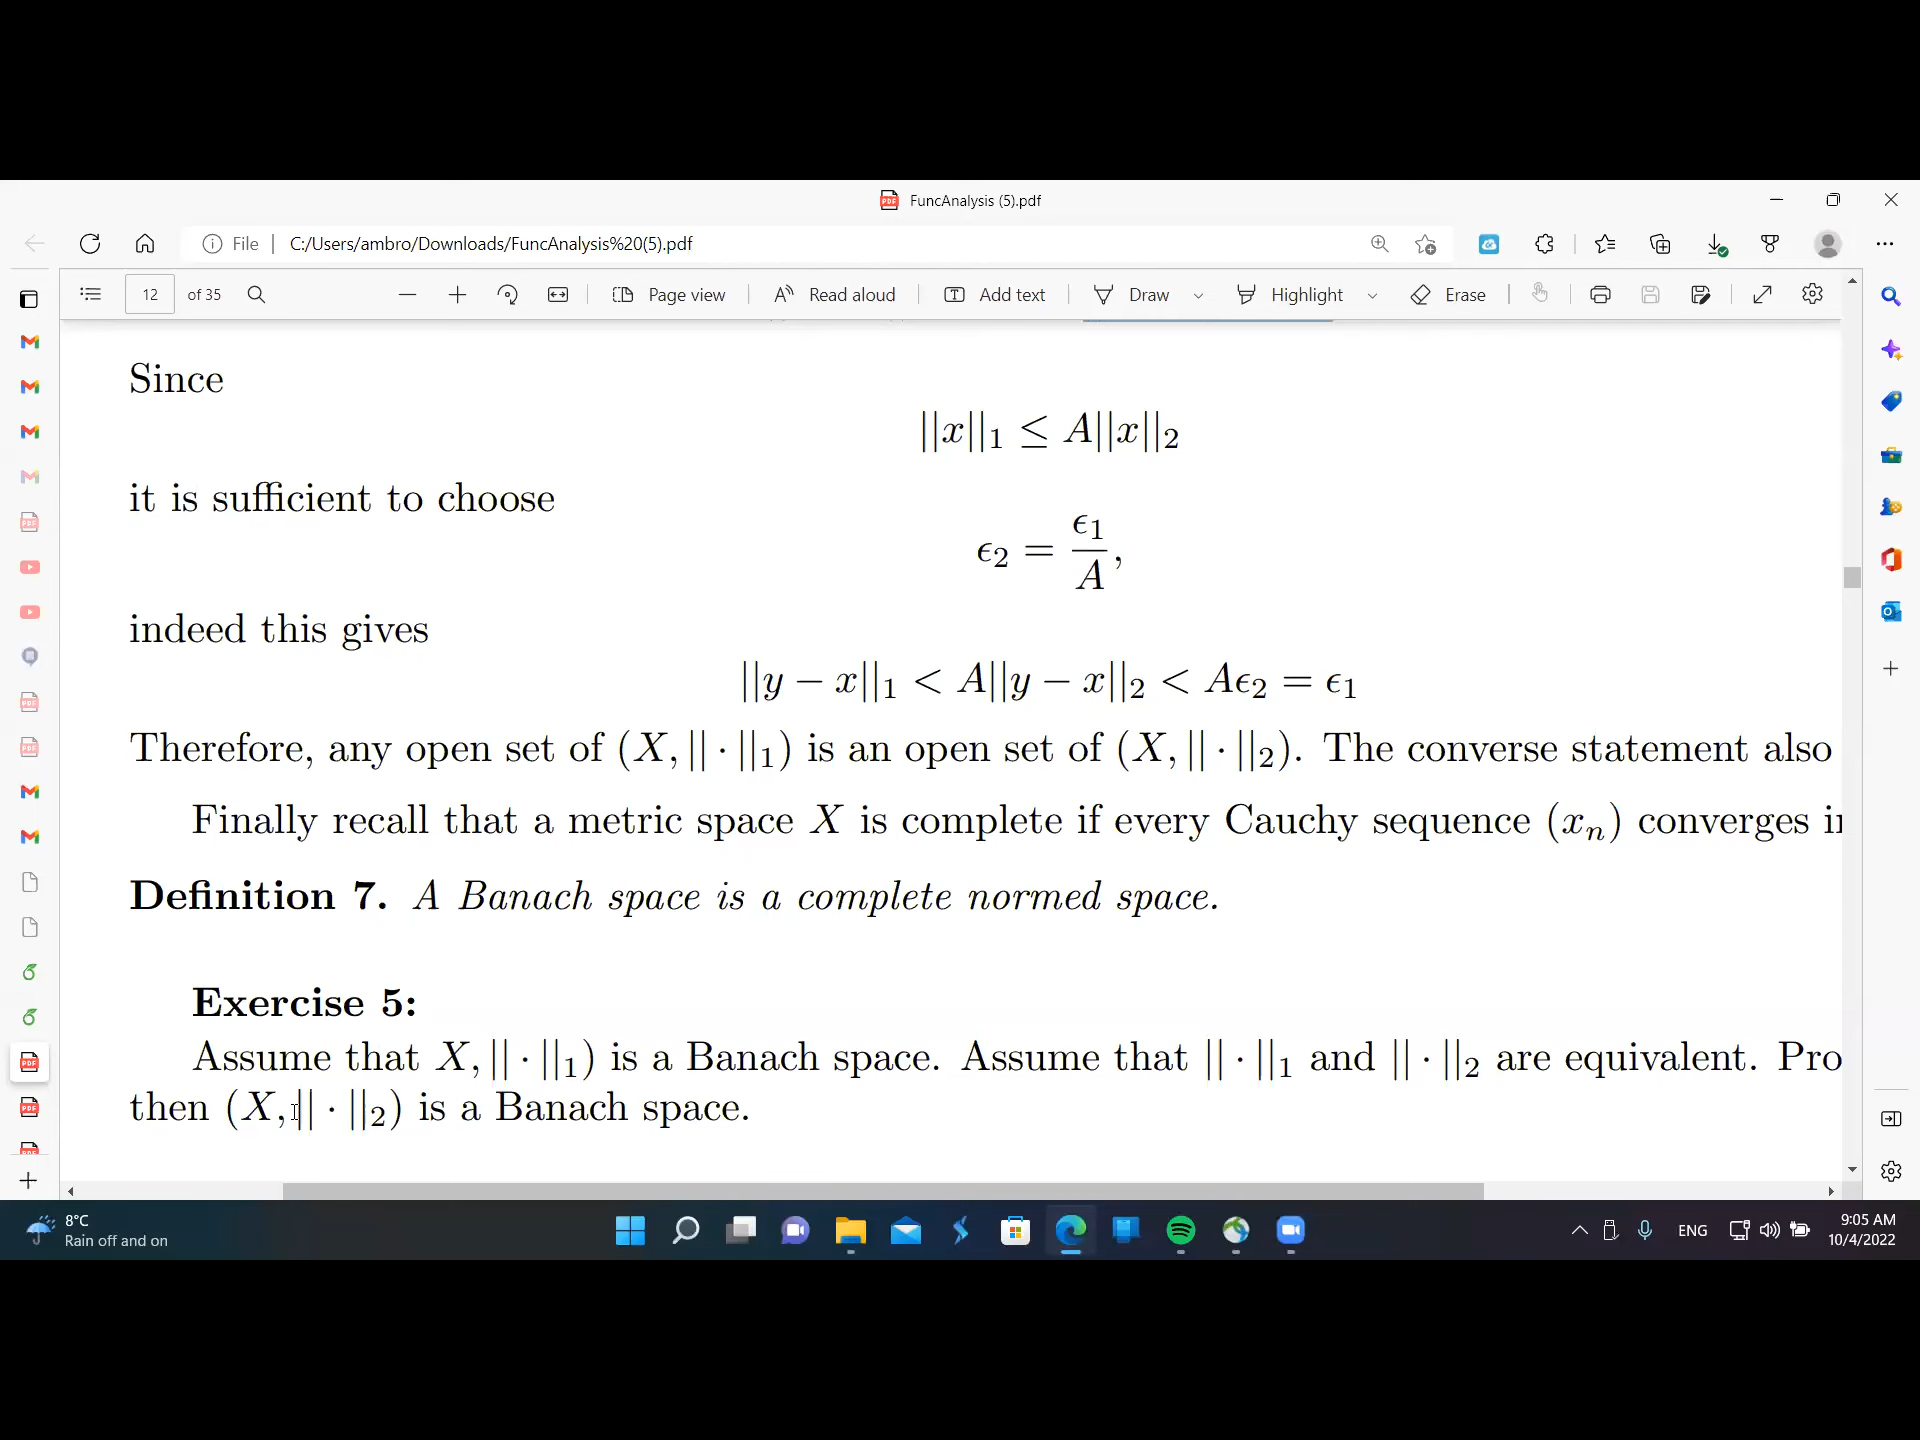 FuncAnalysis (5).pdf
File | C:/Users/ambro/Downloads/FuncAnalysis%20(5).pdf
12 of 35 Page view Read aloud Add text Draw Highlight Erase
Since
||x||₁ ≤ A||x||₂
it is sufficient to choose
ϵ₂ = ϵ₁/A,
indeed this gives
||y − x||₁ < A||y − x||₂ < Aϵ₂ = ϵ₁
Therefore, any open set of (X, || · ||₁) is an open set of (X, || · ||₂). The converse statement also
Finally recall that a metric space X is complete if every Cauchy sequence (xₙ) converges
Definition 7. A Banach space is a complete normed space.
Exercise 5:
Assume that X, || · ||₁) is a Banach space. Assume that || · ||₁ and || · ||₂ are equivalent. Pro
then (X, || · ||₂) is a Banach space.
8°C
Rain off and on
ENG
9:05 AM
10/4/2022